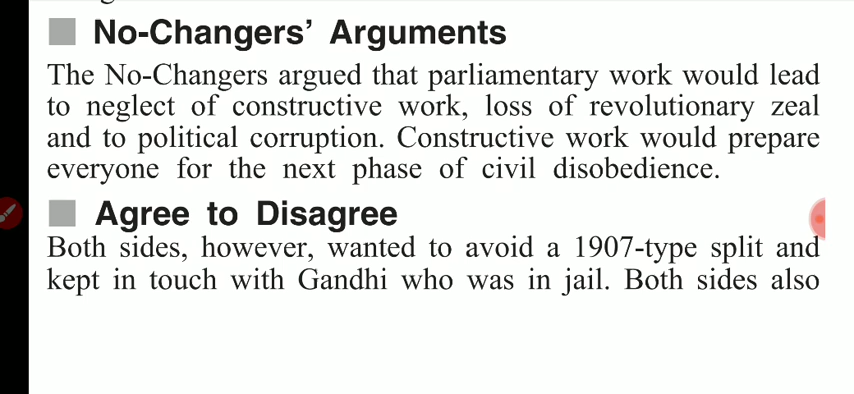 No-Changers’ Arguments
The No-Changers argued that parliamentary work would lead
to neglect of constructive work, loss of revolutionary zeal
and to political corruption. Constructive work would prepare
everyone for the next phase of civil disobedience.
Agree to Disagree
Both sides, however, wanted to avoid a 1907-type split and
kept in touch with Gandhi who was in jail. Both sides also